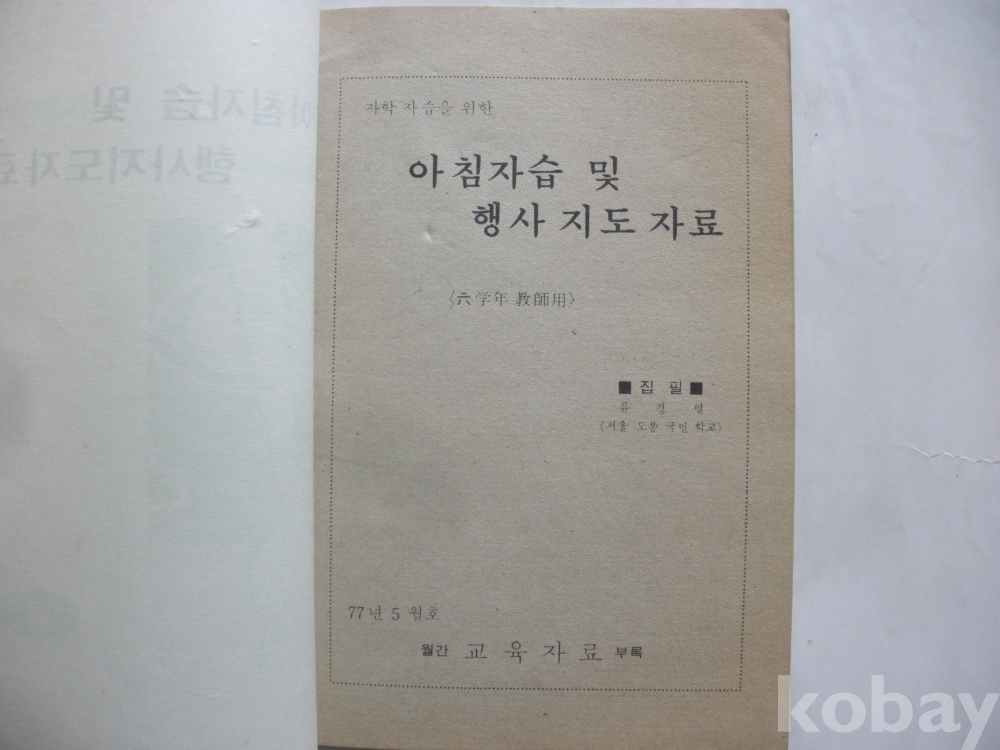 자학 자습을 위한
아침자습 및
행사 지도 자료
〈六学年 教師用〉
■ 집 필 ■
류 경 렬
〈서울 도봉 국민 학교〉
77년 5 월호
월간 교육자료 부록
kobay